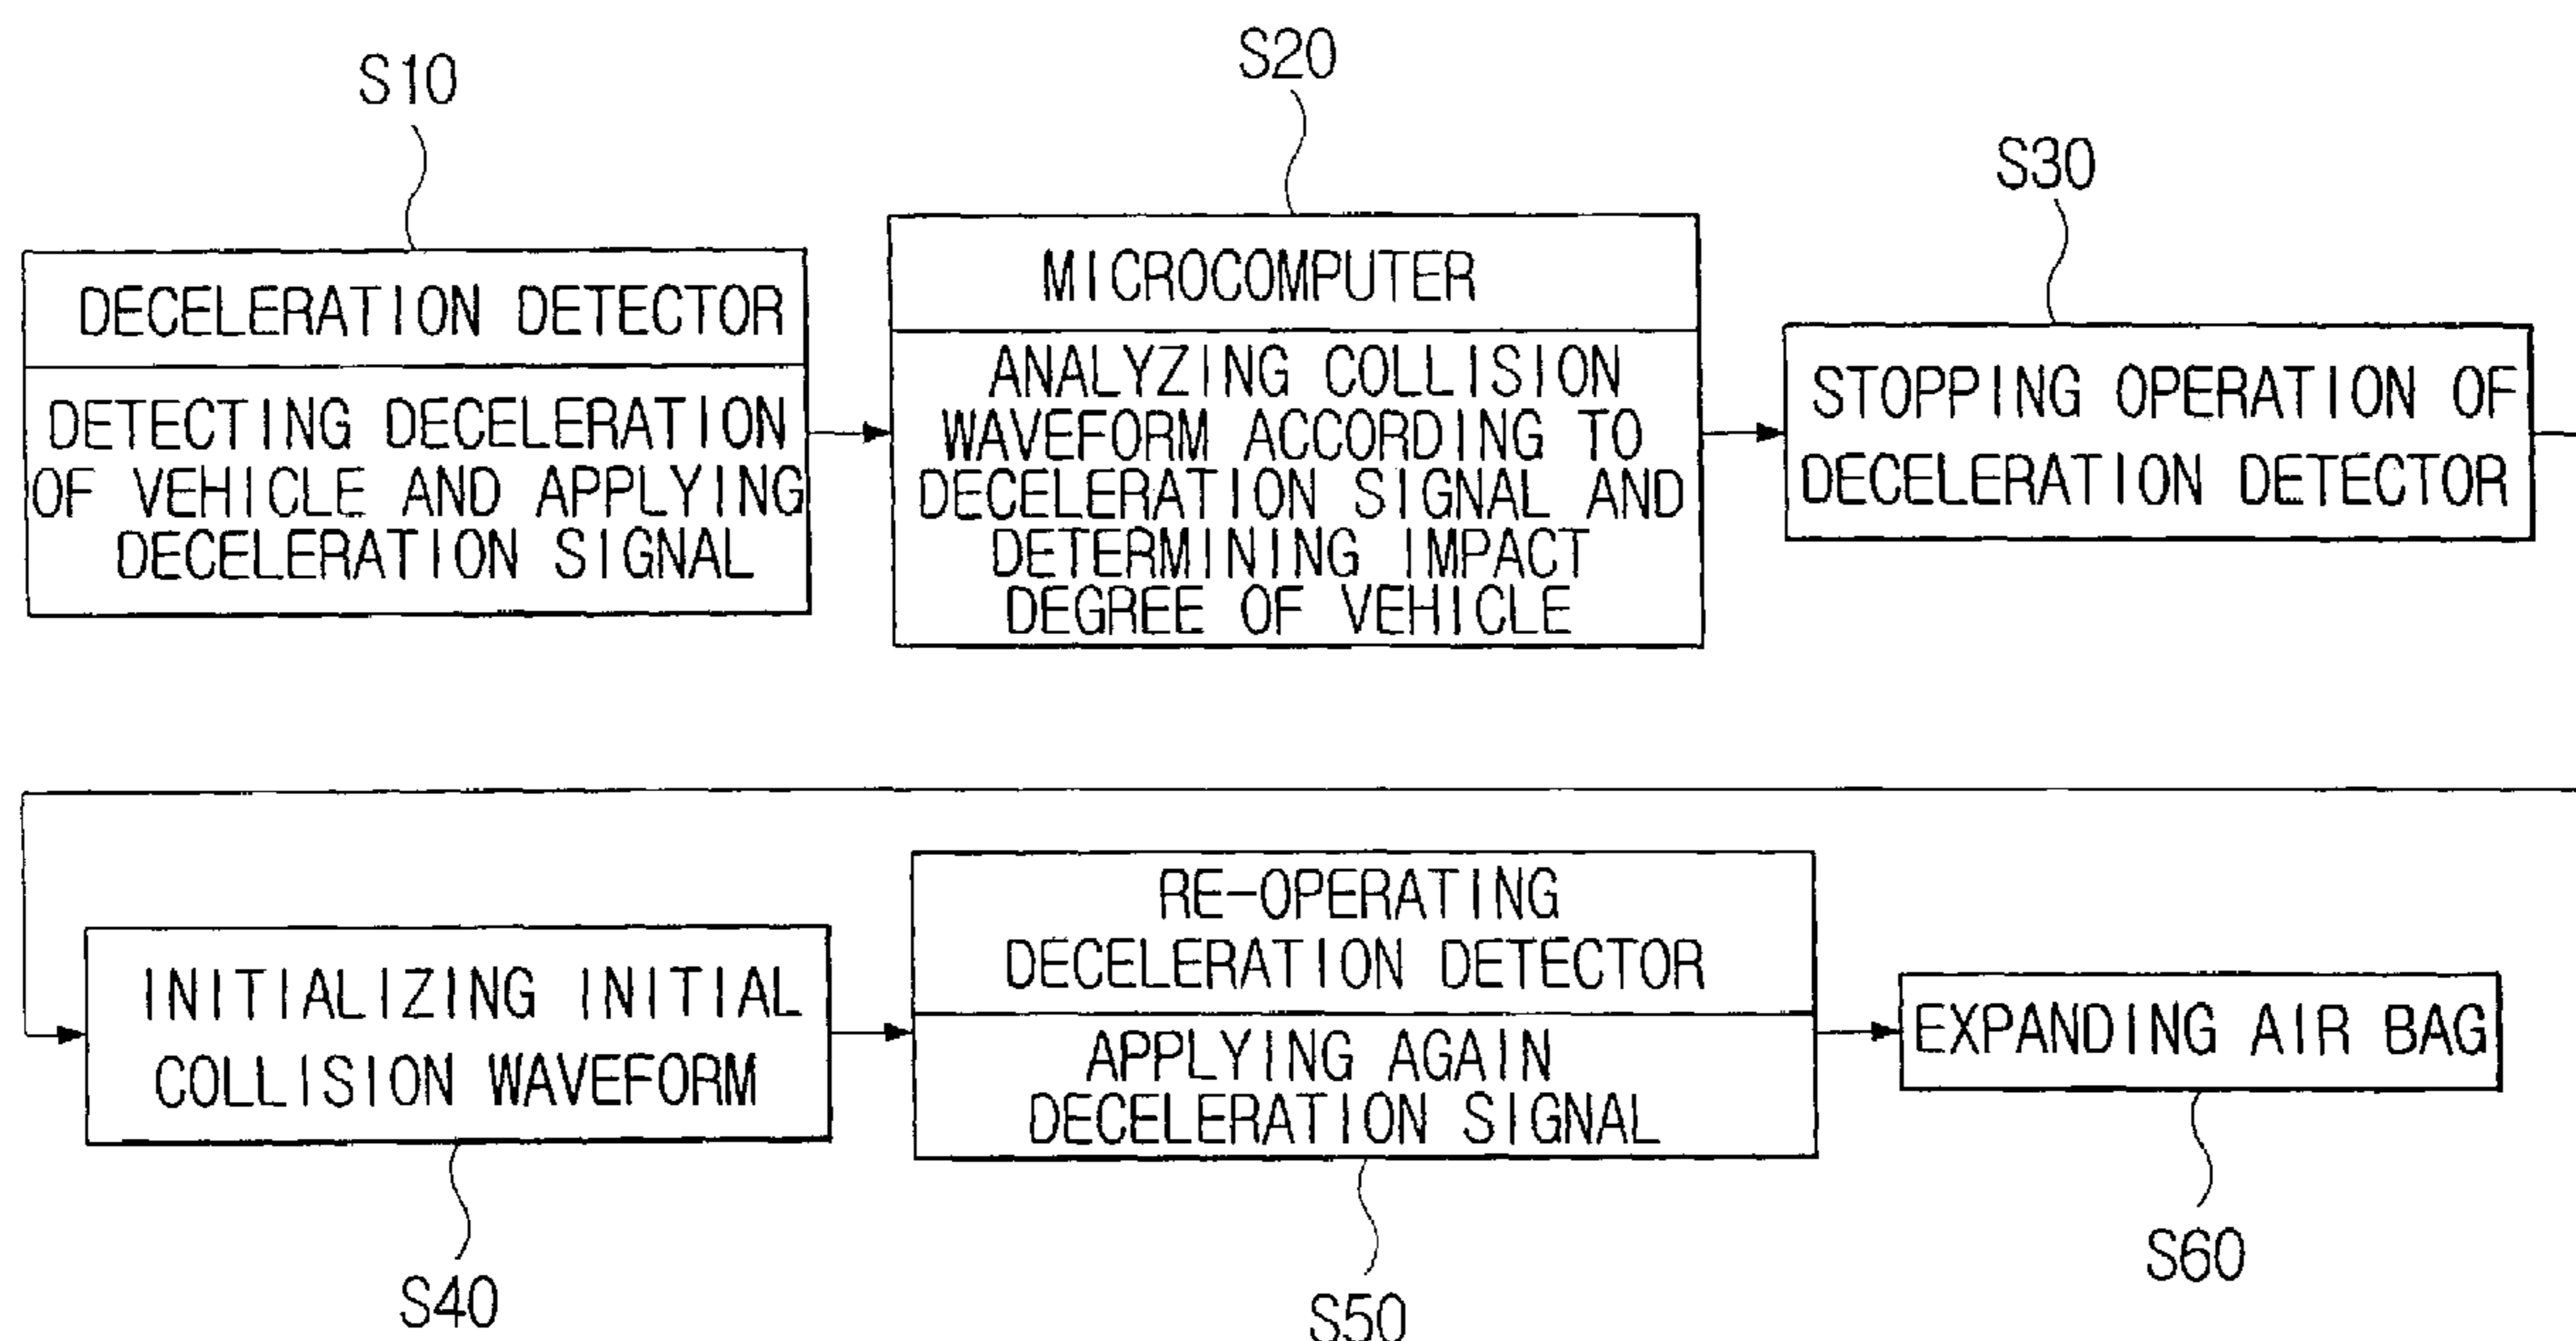 S10
S20
S30
DECELERATION DETECTOR
DETECTING DECELERATION
OF VEHICLE AND APPLYING
DECELERATION SIGNAL
MICROCOMPUTER
ANALYZING COLLISION
WAVEFORM ACCORDING TO
DECELERATION SIGNAL AND
DETERMINING IMPACT
DEGREE OF VEHICLE
STOPPING OPERATION OF
DECELERATION DETECTOR
INITIALIZING INITIAL
COLLISION WAVEFORM
RE-OPERATING
DECELERATION DETECTOR
APPLYING AGAIN
DECELERATION SIGNAL
EXPANDING AIR BAG
S40
S50
S60